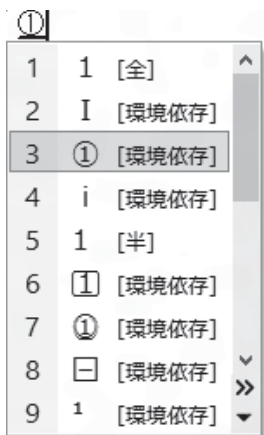 ①
1 1 [全]
2 Ⅰ [環境依存]
3 ① [環境依存]
4 ⅰ [環境依存]
5 1 [半]
6 1️⃣ [環境依存]
7 ① [環境依存]
8 ㊀ [環境依存]
9 ¹ [環境依存]